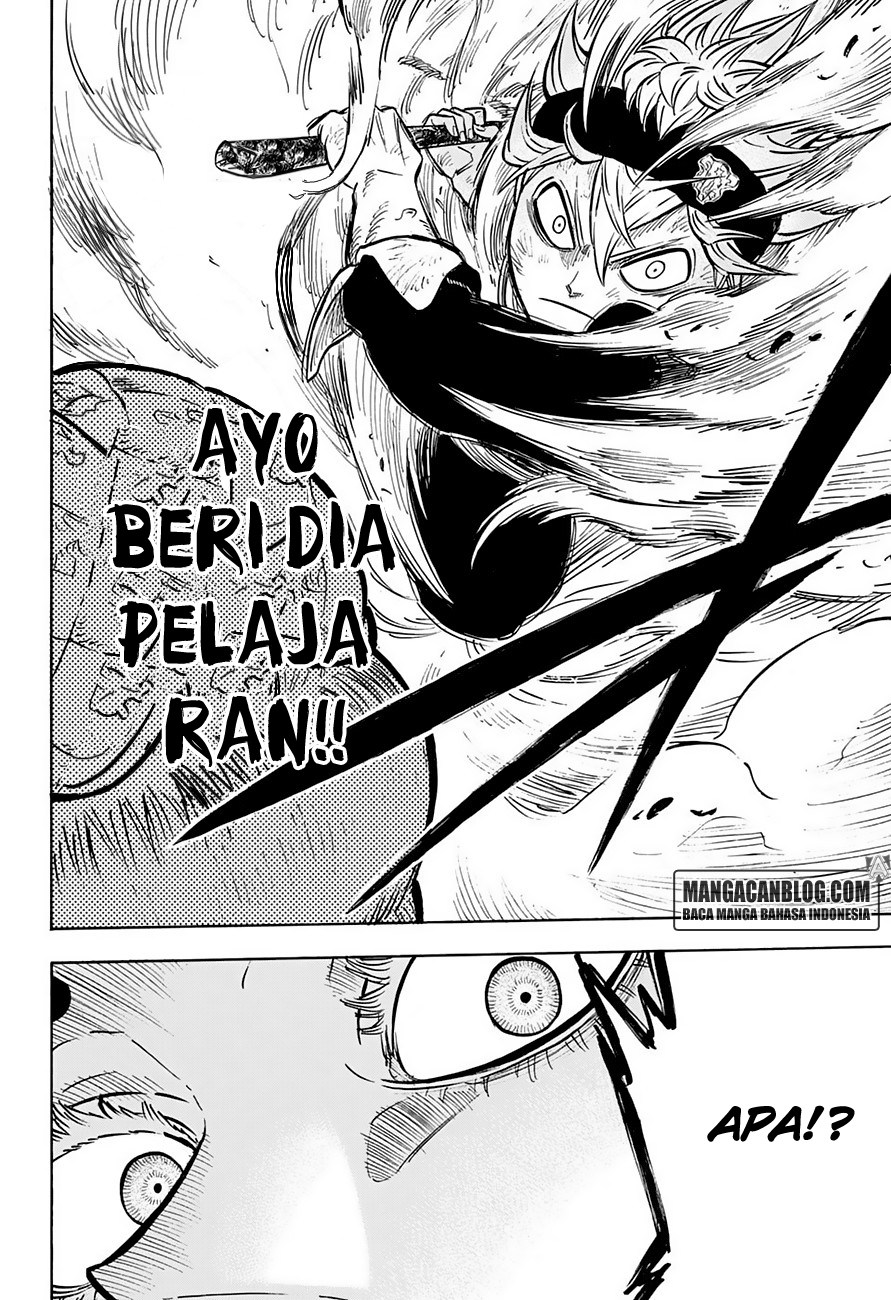 AYO
BERI DIA
PELAJA
RAN!!
MANGACANBLOG.COM
BACA MANGA BAHASA INDONESIA
APA!?